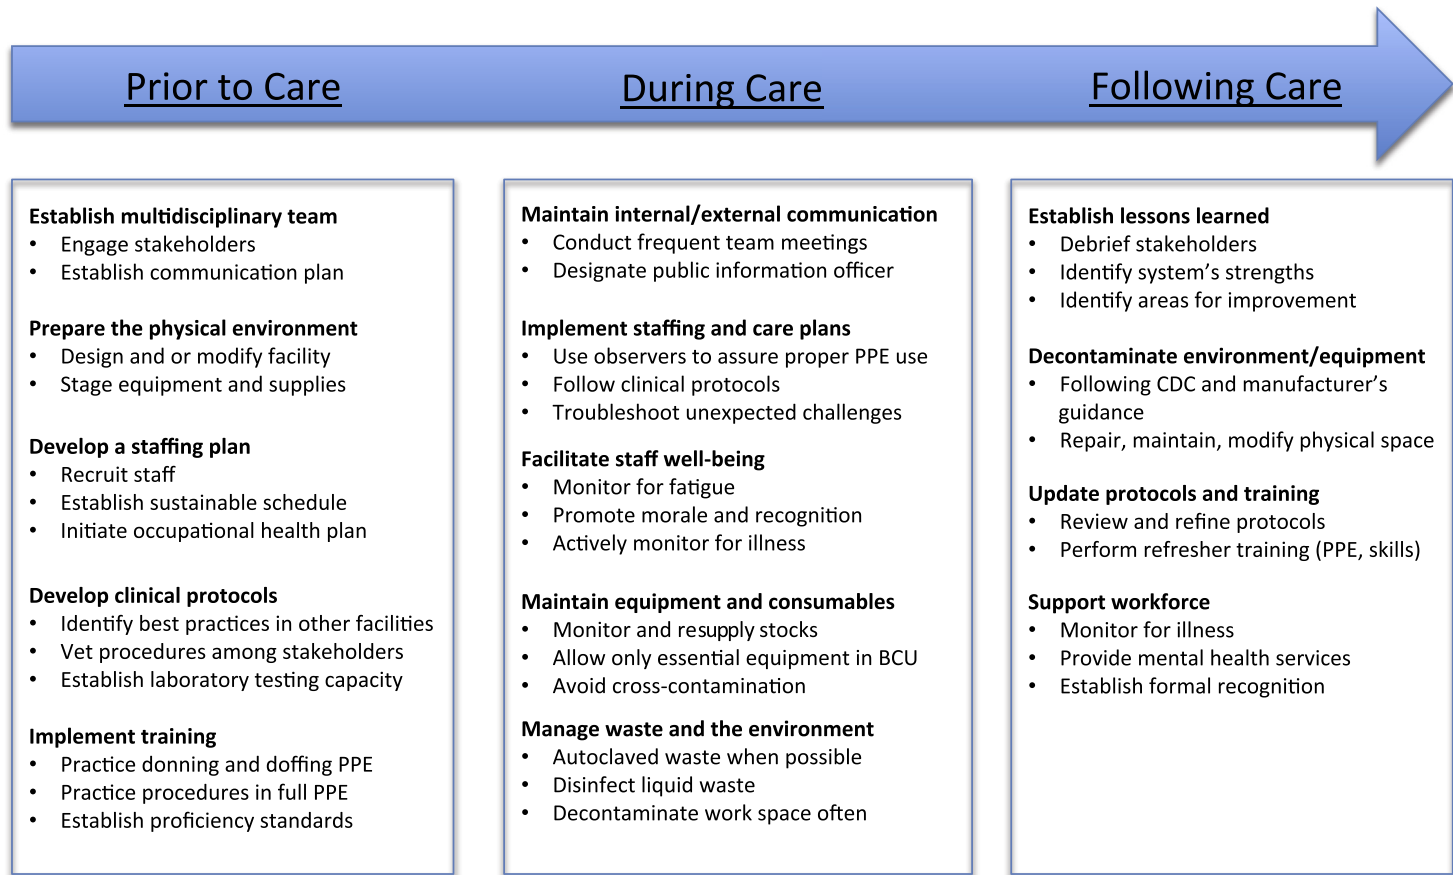 Prior to Care
During Care
Following Care
Establish multidisciplinary team
• Engage stakeholders
• Establish communication plan
Prepare the physical environment
• Design and or modify facility
• Stage equipment and supplies
Develop a staffing plan
• Recruit staff
• Establish sustainable schedule
• Initiate occupational health plan
Develop clinical protocols
• Identify best practices in other facilities
• Vet procedures among stakeholders
• Establish laboratory testing capacity
Implement training
• Practice donning and doffing PPE
• Practice procedures in full PPE
• Establish proficiency standards
Maintain internal/external communication
• Conduct frequent team meetings
• Designate public information officer
Implement staffing and care plans
• Use observers to assure proper PPE use
• Follow clinical protocols
• Troubleshoot unexpected challenges
Facilitate staff well-being
• Monitor for fatigue
• Promote morale and recognition
• Actively monitor for illness
Maintain equipment and consumables
• Monitor and resupply stocks
• Allow only essential equipment in BCU
• Avoid cross-contamination
Manage waste and the environment
• Autoclaved waste when possible
• Disinfect liquid waste
• Decontaminate work space often
Establish lessons learned
• Debrief stakeholders
• Identify system's strengths
• Identify areas for improvement
Decontaminate environment/equipment
• Following CDC and manufacturer's
guidance
• Repair, maintain, modify physical space
Update protocols and training
• Review and refine protocols
• Perform refresher training (PPE, skills)
Support workforce
• Monitor for illness
• Provide mental health services
• Establish formal recognition